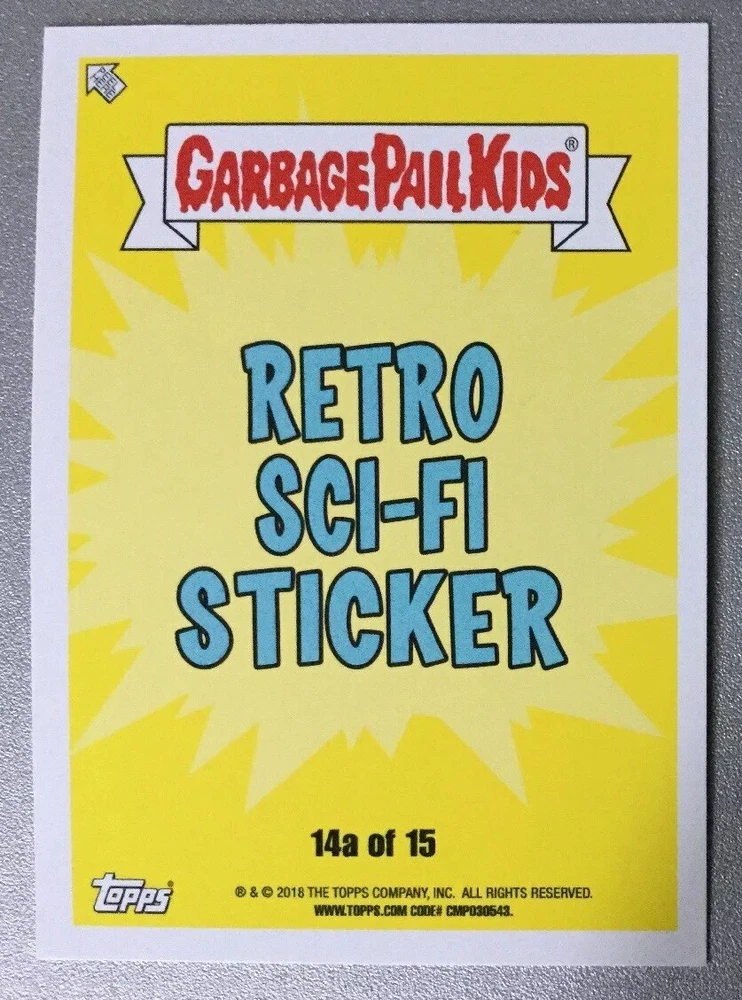 GARBAGE PAIL KIDS®
RETRO
SCI-FI
STICKER
14a of 15
topps®
® & © 2018 THE TOPPS COMPANY, INC. ALL RIGHTS RESERVED.
WWW.TOPPS.COM CODE# CMP030543.